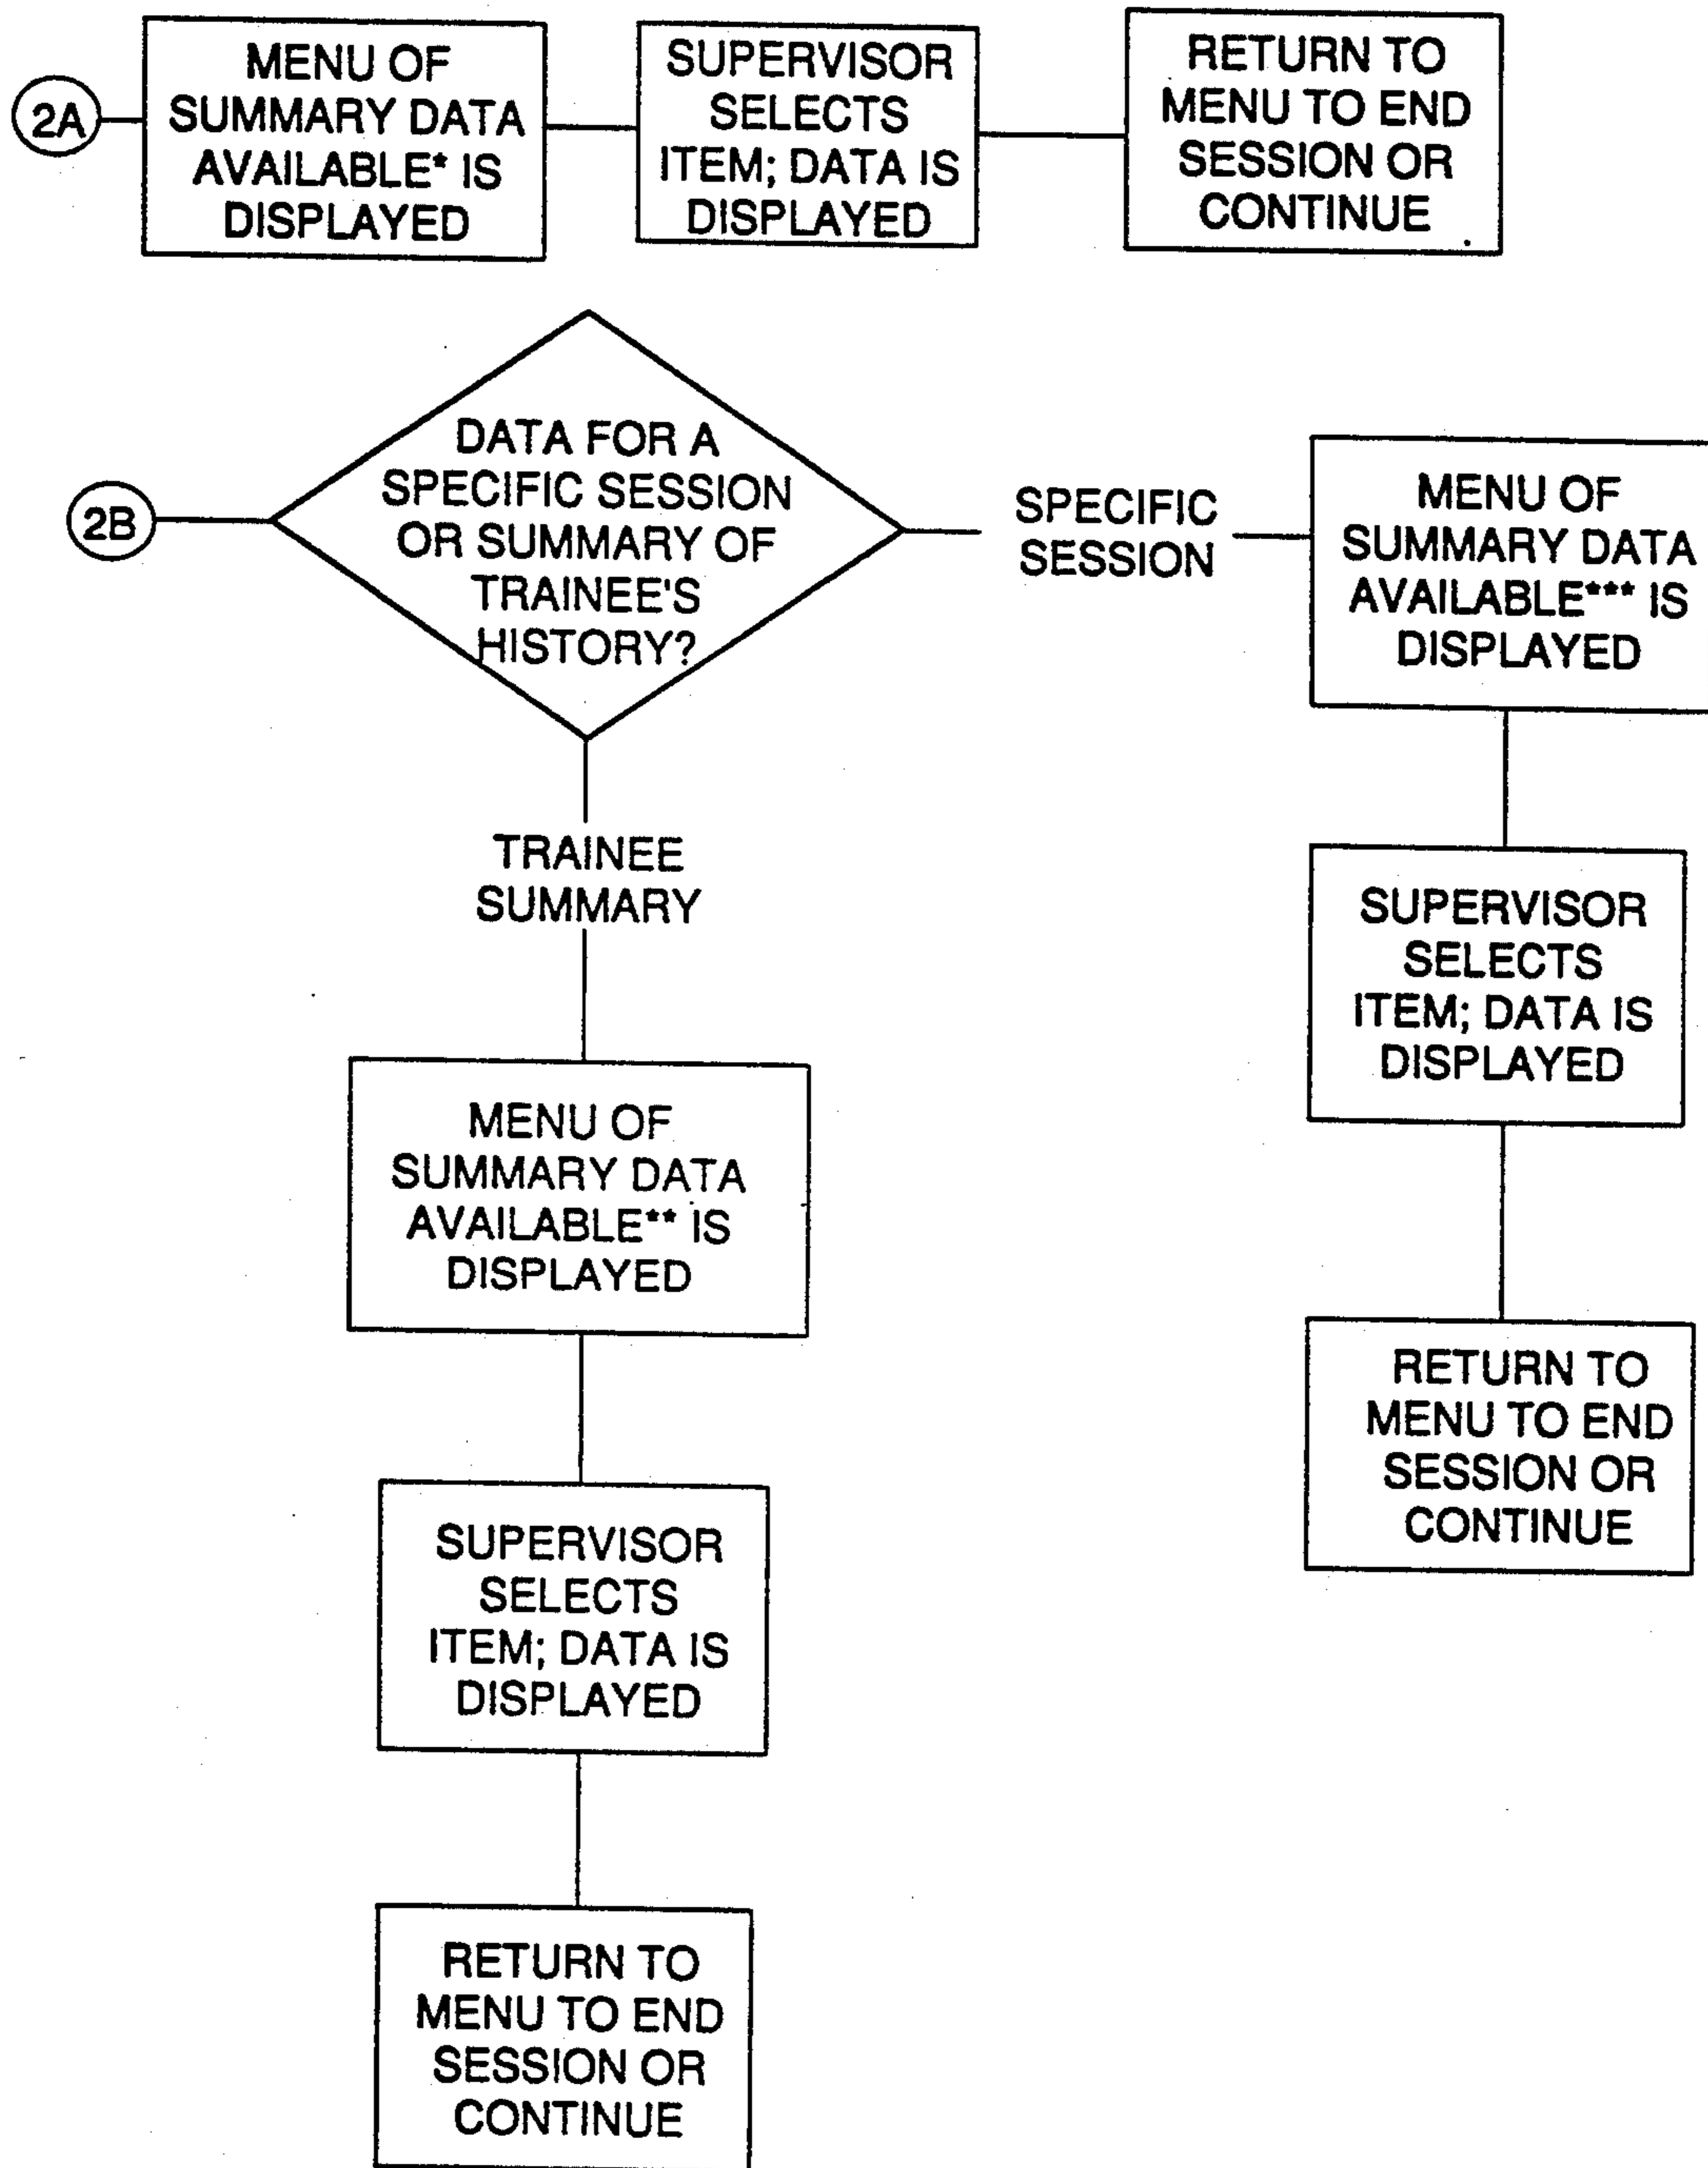 2A
MENU OF
SUMMARY DATA
AVAILABLE* IS
DISPLAYED
SUPERVISOR
SELECTS
ITEM; DATA IS
DISPLAYED
RETURN TO
MENU TO END
SESSION OR
CONTINUE
2B
DATA FOR A
SPECIFIC SESSION
OR SUMMARY OF
TRAINEE'S
HISTORY?
SPECIFIC
SESSION
MENU OF
SUMMARY DATA
AVAILABLE*** IS
DISPLAYED
SUPERVISOR
SELECTS
ITEM; DATA IS
DISPLAYED
RETURN TO
MENU TO END
SESSION OR
CONTINUE
TRAINEE
SUMMARY
MENU OF
SUMMARY DATA
AVAILABLE** IS
DISPLAYED
SUPERVISOR
SELECTS
ITEM; DATA IS
DISPLAYED
RETURN TO
MENU TO END
SESSION OR
CONTINUE